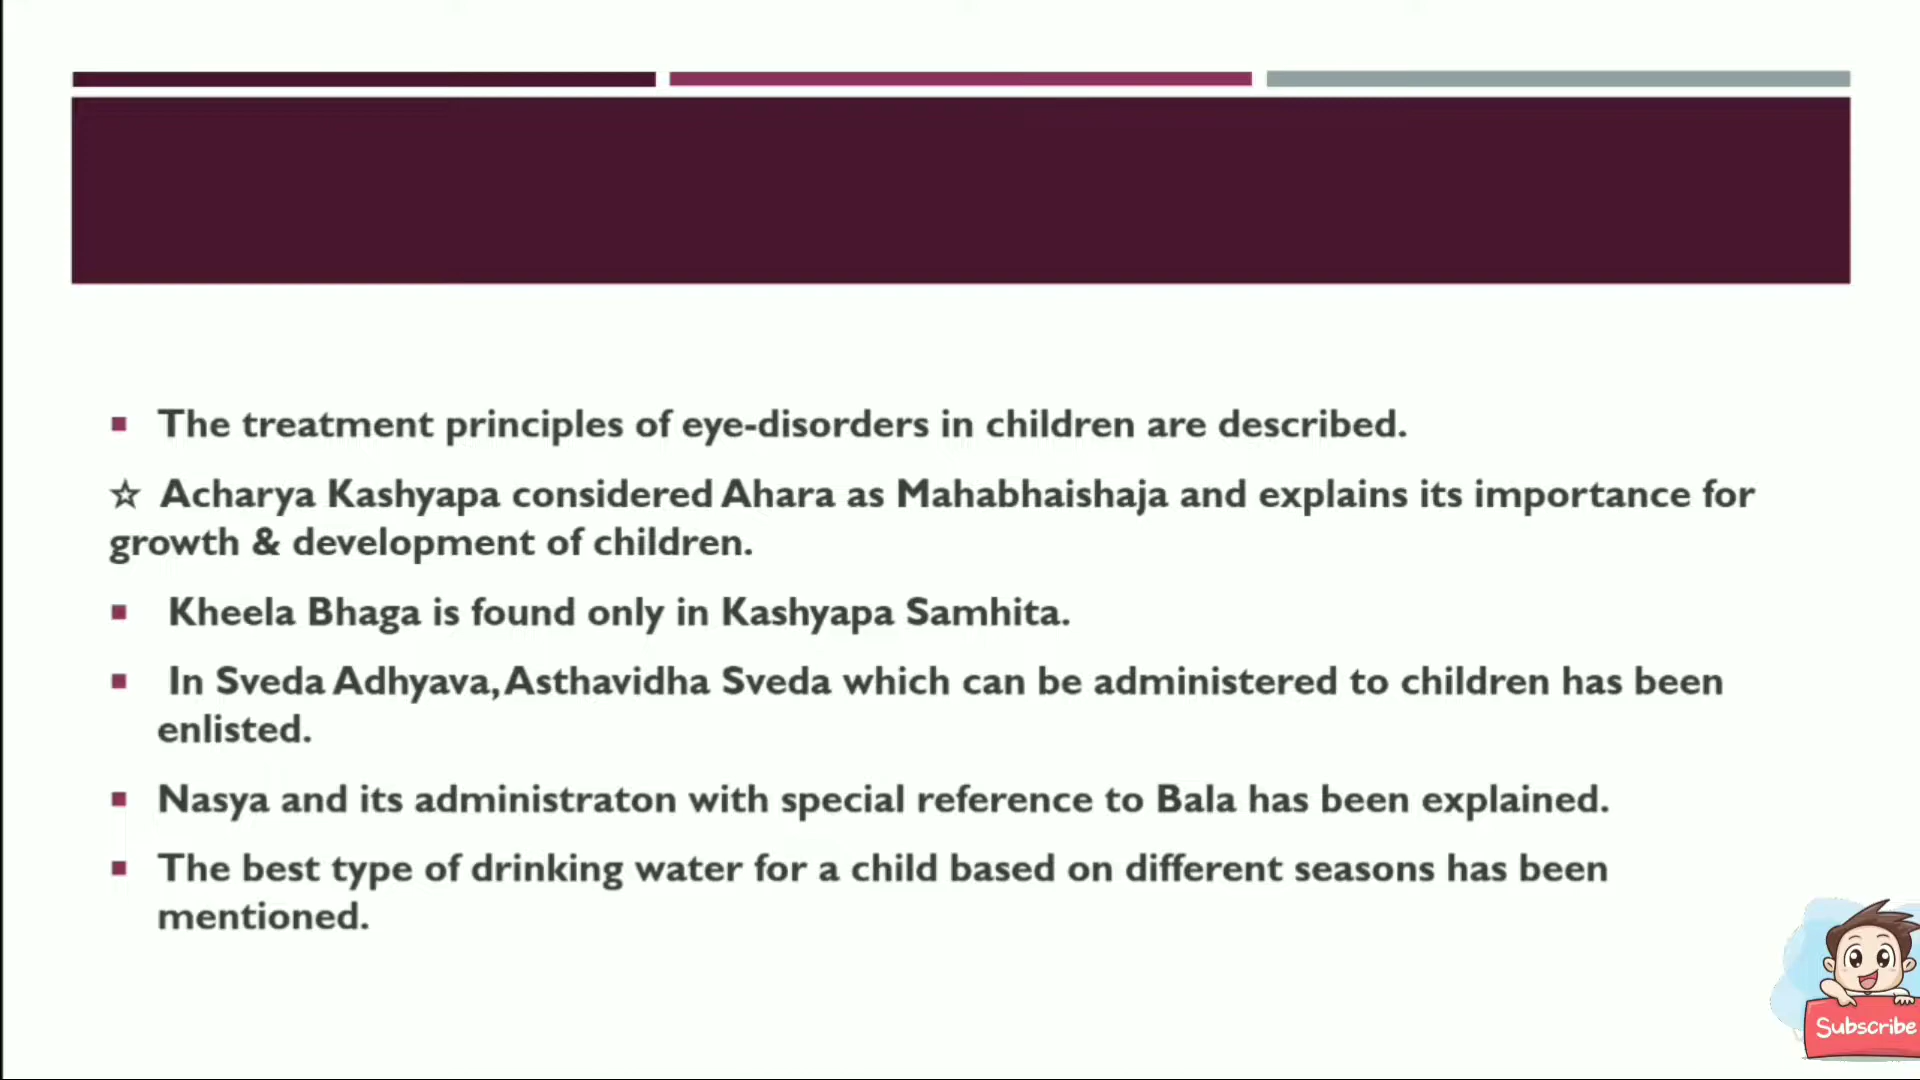 The treatment principles of eye-disorders in children are described.
☆ Acharya Kashyapa considered Ahara as Mahabhaishaja and explains its importance for
growth & development of children.
Kheela Bhaga is found only in Kashyapa Samhita.
In Sveda Adhyava, Asthavidha Sveda which can be administered to children has been
enlisted.
Nasya and its administraton with special reference to Bala has been explained.
The best type of drinking water for a child based on different seasons has been
mentioned.
Subscribe